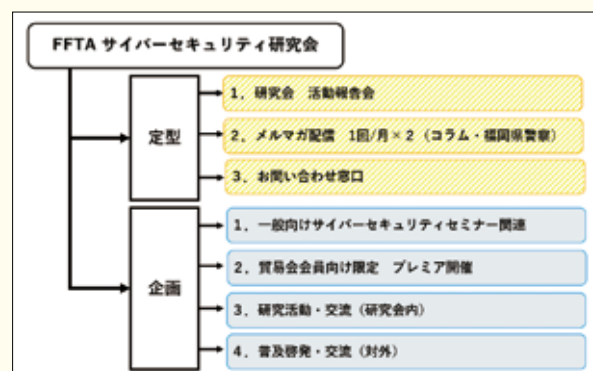 FFTA サイバーセキュリティ研究会
定型
1．研究会　活動報告会
2．メルマガ配信　1回/月×2（コラム・福岡県警察）
3．お問い合わせ窓口
企画
1．一般向けサイバーセキュリティセミナー関連
2．貿易会会員向け限定　プレミア開催
3．研究活動・交流（研究会内）
4．普及啓発・交流（対外）